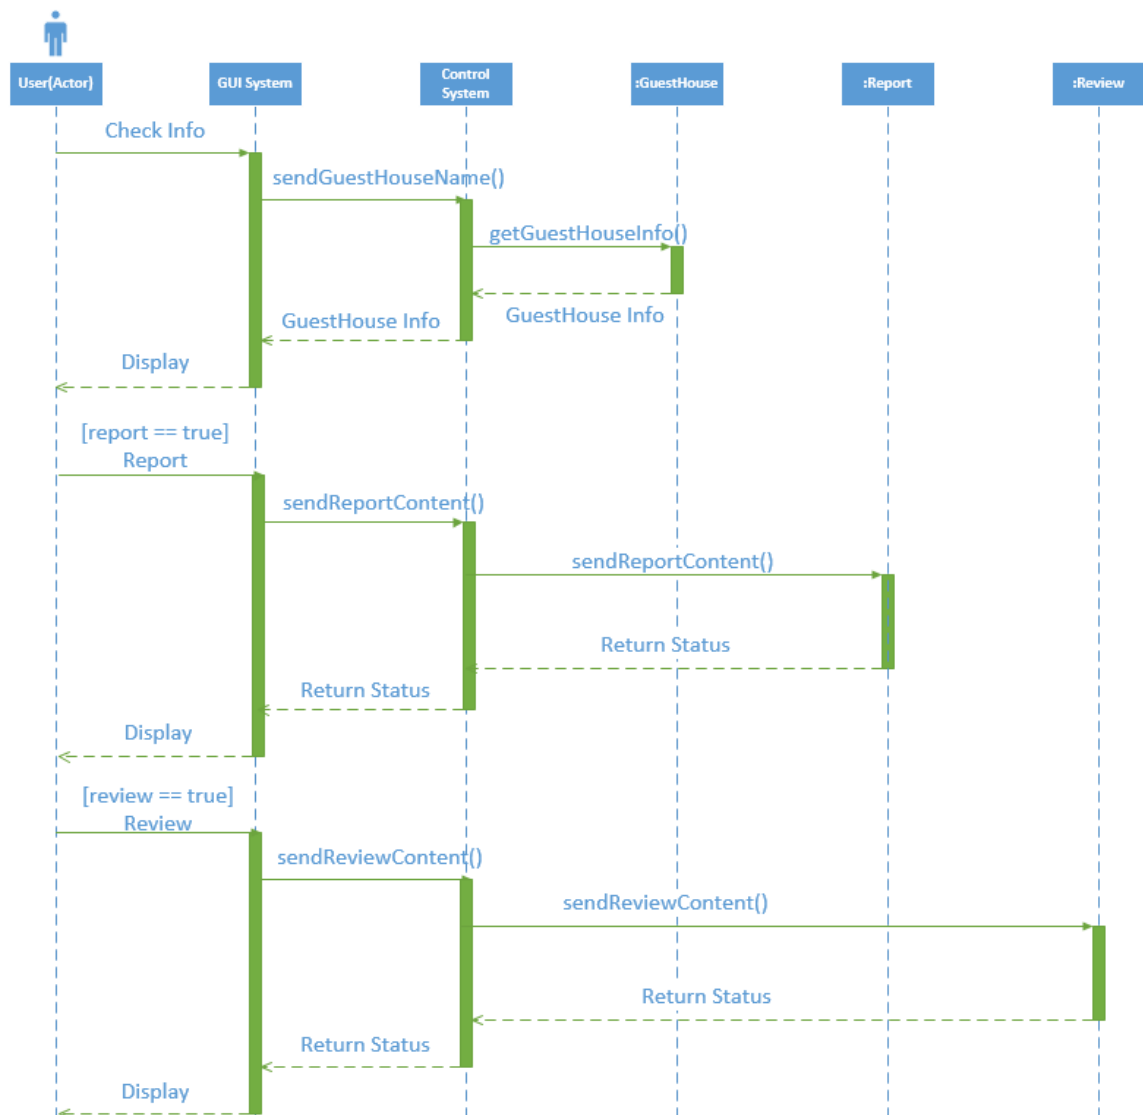 User(Actor)
GUI System
Control
System
:GuestHouse
:Report
:Review
Check Info
sendGuestHouseName()
getGuestHouseInfo()
GuestHouse Info
GuestHouse Info
Display
[report == true]
Report
sendReportContent()
sendReportContent()
Return Status
Return Status
Display
[review == true]
Review
sendReviewContent()
sendReviewContent()
Return Status
Return Status
Display